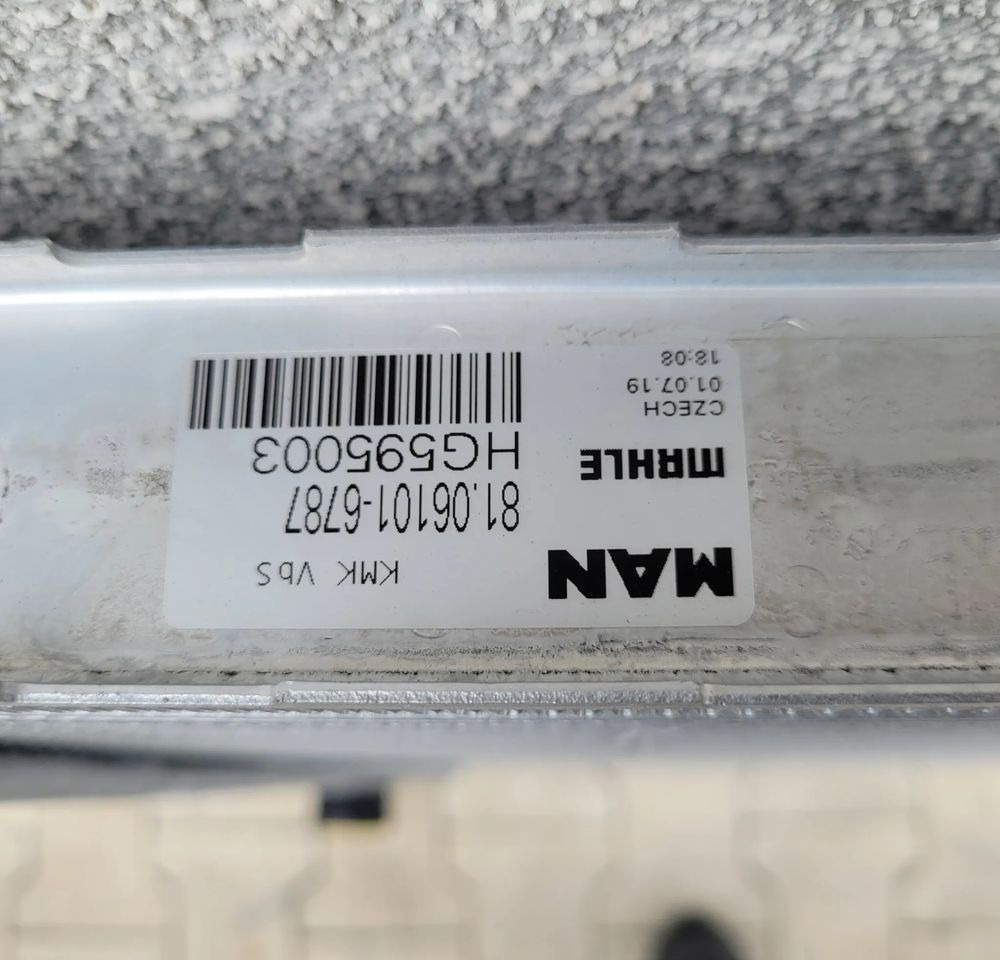 MAN KMK VbS
81.06101-6787
MAHLE HG595003
CZECH
01.07.19
18:08